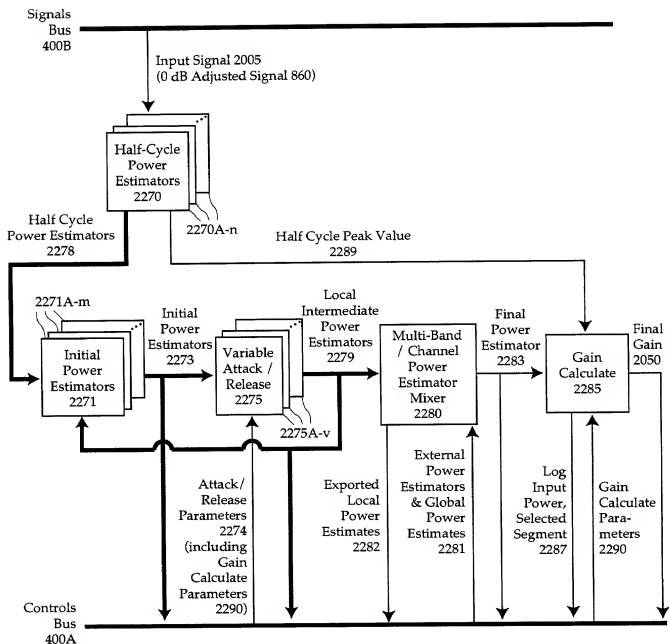 Signals
Bus
400B
Input Signal 2005
(0 dB Adjusted Signal 860)
Half-Cycle
Power
Estimators
2270
2270A-n
Half Cycle
Power Estimators
2278
Half Cycle Peak Value
2289
2271A-m
Initial
Power
Estimators
2271
Initial
Power
Estimators
2273
Variable
Attack /
Release
2275
2275A-v
Local
Intermediate
Power
Estimators
2279
Multi-Band
/ Channel
Power
Estimator
Mixer
2280
Final
Power
Estimator
2283
Gain
Calculate
2285
Final
Gain
2050
Attack/
Release
Parameters
2274
(including
Gain
Calculate
Parameters
2290)
Exported
Local
Power
Estimates
2282
External
Power
Estimators
& Global
Power
Estimates
2281
Log
Input
Power,
Selected
Segment
2287
Gain
Calculate
Para-
meters
2290
Controls
Bus
400A